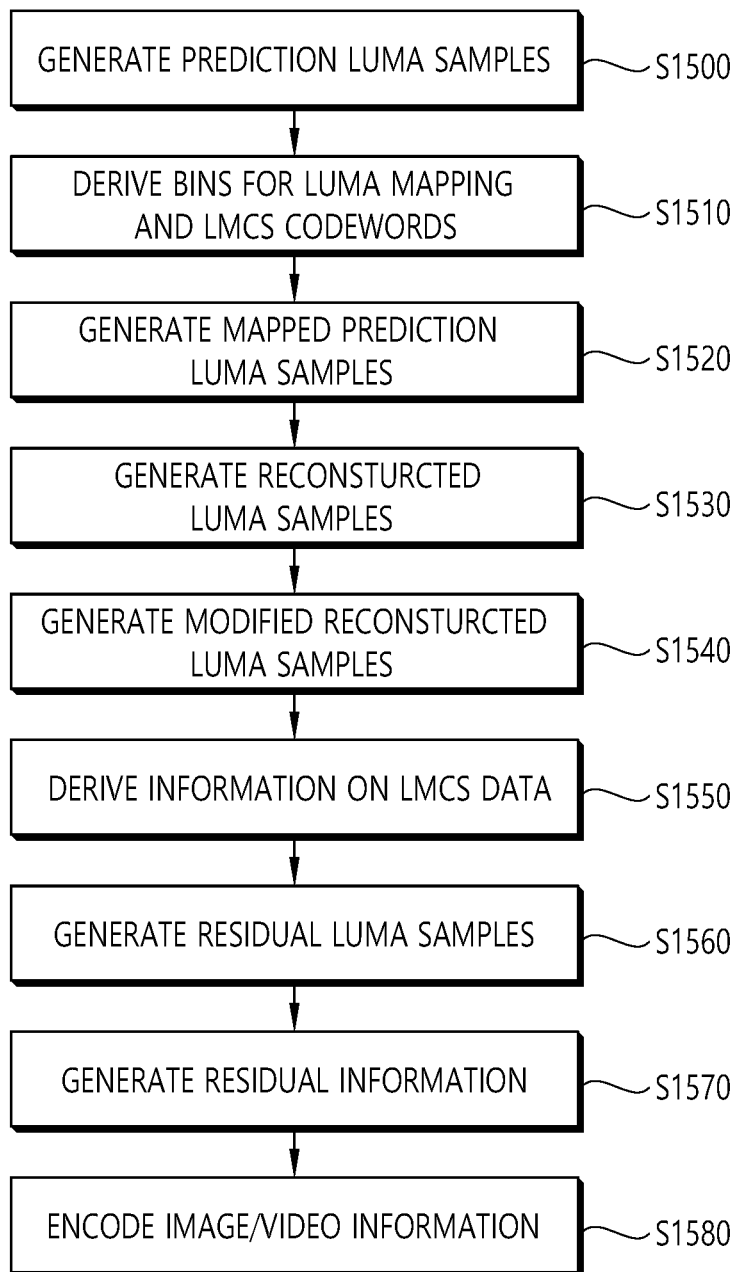 GENERATE PREDICTION LUMA SAMPLES
S1500
DERIVE BINS FOR LUMA MAPPING
AND LMCS CODEWORDS
S1510
GENERATE MAPPED PREDICTION
LUMA SAMPLES
S1520
GENERATE RECONSTURCTED
LUMA SAMPLES
S1530
GENERATE MODIFIED RECONSTURCTED
LUMA SAMPLES
S1540
DERIVE INFORMATION ON LMCS DATA
S1550
GENERATE RESIDUAL LUMA SAMPLES
S1560
GENERATE RESIDUAL INFORMATION
S1570
ENCODE IMAGE/VIDEO INFORMATION
S1580